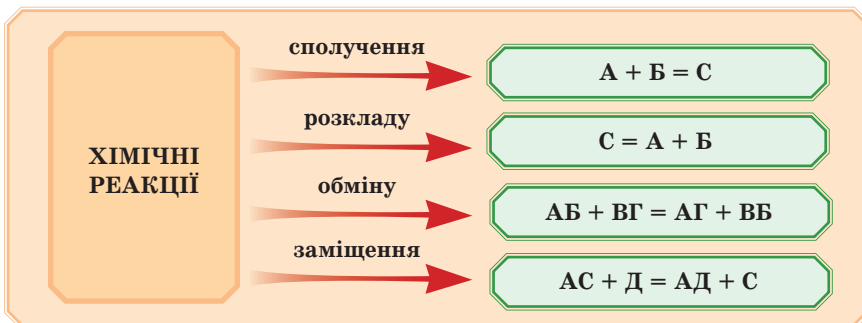 ХІМІЧНІ
РЕАКЦІЇ
сполучення
А + Б = С
розкладу
С = А + Б
обміну
АБ + ВГ = АГ + ВБ
заміщення
АС + Д = АД + С